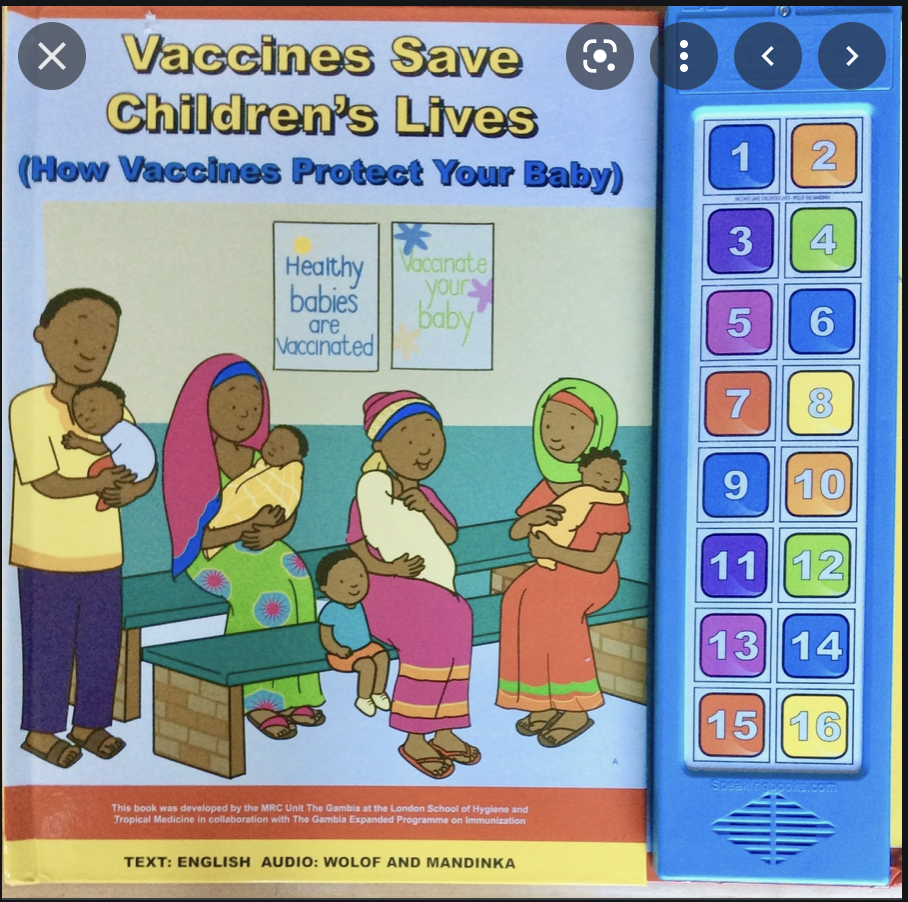 Vaccines Save
Children's Lives
(How Vaccines Protect Your Baby)
Healthy
babies
are
Vaccinated
Vaccinate
your
baby
This book was developed by the MRC Unit The Gambia at the London School of Hygiene and
Tropical Medicine in collaboration with The Gambia Expanded Programme on Immunization
TEXT: ENGLISH AUDIO: WOLOF AND MANDINKA
1 2
3 4
5 6
7 8
9 10
11 12
13 14
15 16
Speakingbooks.com